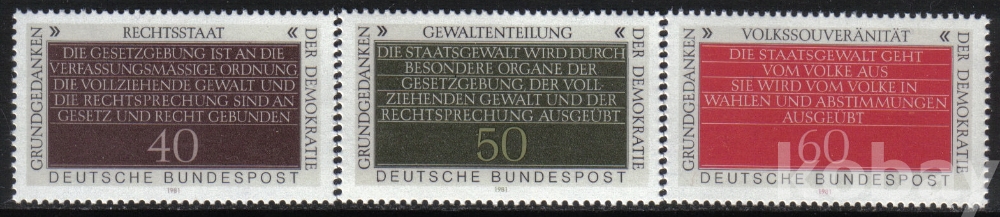 » RECHTSSTAAT «
GRUNDGEDANKEN
DER DEMOKRATIE
DIE GESETZGEBUNG IST AN DIE
VERFASSUNGSMÄSSIGE ORDNUNG,
DIE VOLLZIEHENDE GEWALT UND
DIE RECHTSPRECHUNG SIND AN
GESETZ UND RECHT GEBUNDEN
40
DEUTSCHE BUNDESPOST
1981
» GEWALTENTEILUNG «
GRUNDGEDANKEN
DER DEMOKRATIE
DIE STAATSGEWALT WIRD DURCH
BESONDERE ORGANE DER
GESETZGEBUNG, DER VOLL-
ZIEHENDEN GEWALT UND DER
RECHTSPRECHUNG AUSGEÜBT
50
DEUTSCHE BUNDESPOST
1981
» VOLKSSOUVERÄNITÄT «
GRUNDGEDANKEN
DER DEMOKRATIE
DIE STAATSGEWALT GEHT
VOM VOLKE AUS
SIE WIRD VOM VOLKE IN
WAHLEN UND ABSTIMMUNGEN
AUSGEÜBT
60
DEUTSCHE BUNDESPOST
1981